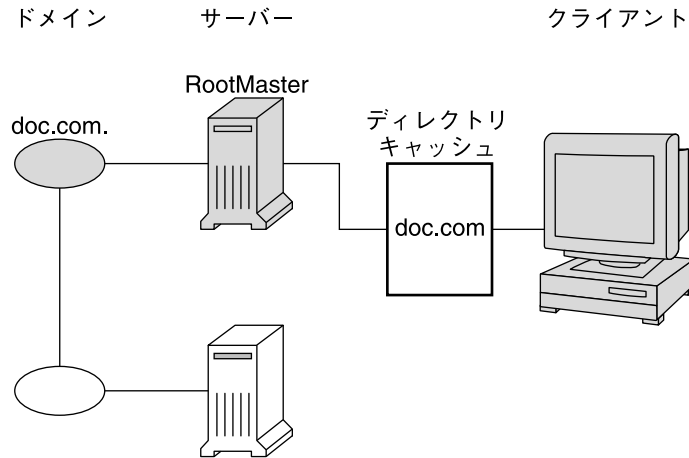 ドメイン
サーバー
クライアント
RootMaster
doc.com.
ディレクトリ
キャッシュ
doc.com